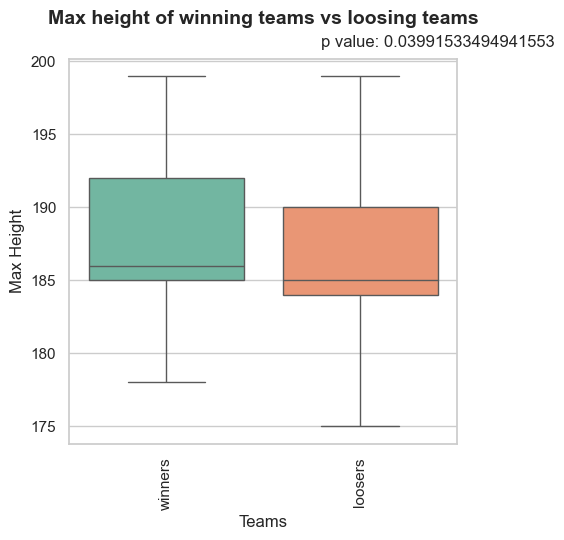 Max height of winning teams vs loosing teams
p value: 0.03991533494941553
200
195
190
185
180
175
Max Height
winners
loosers
Teams